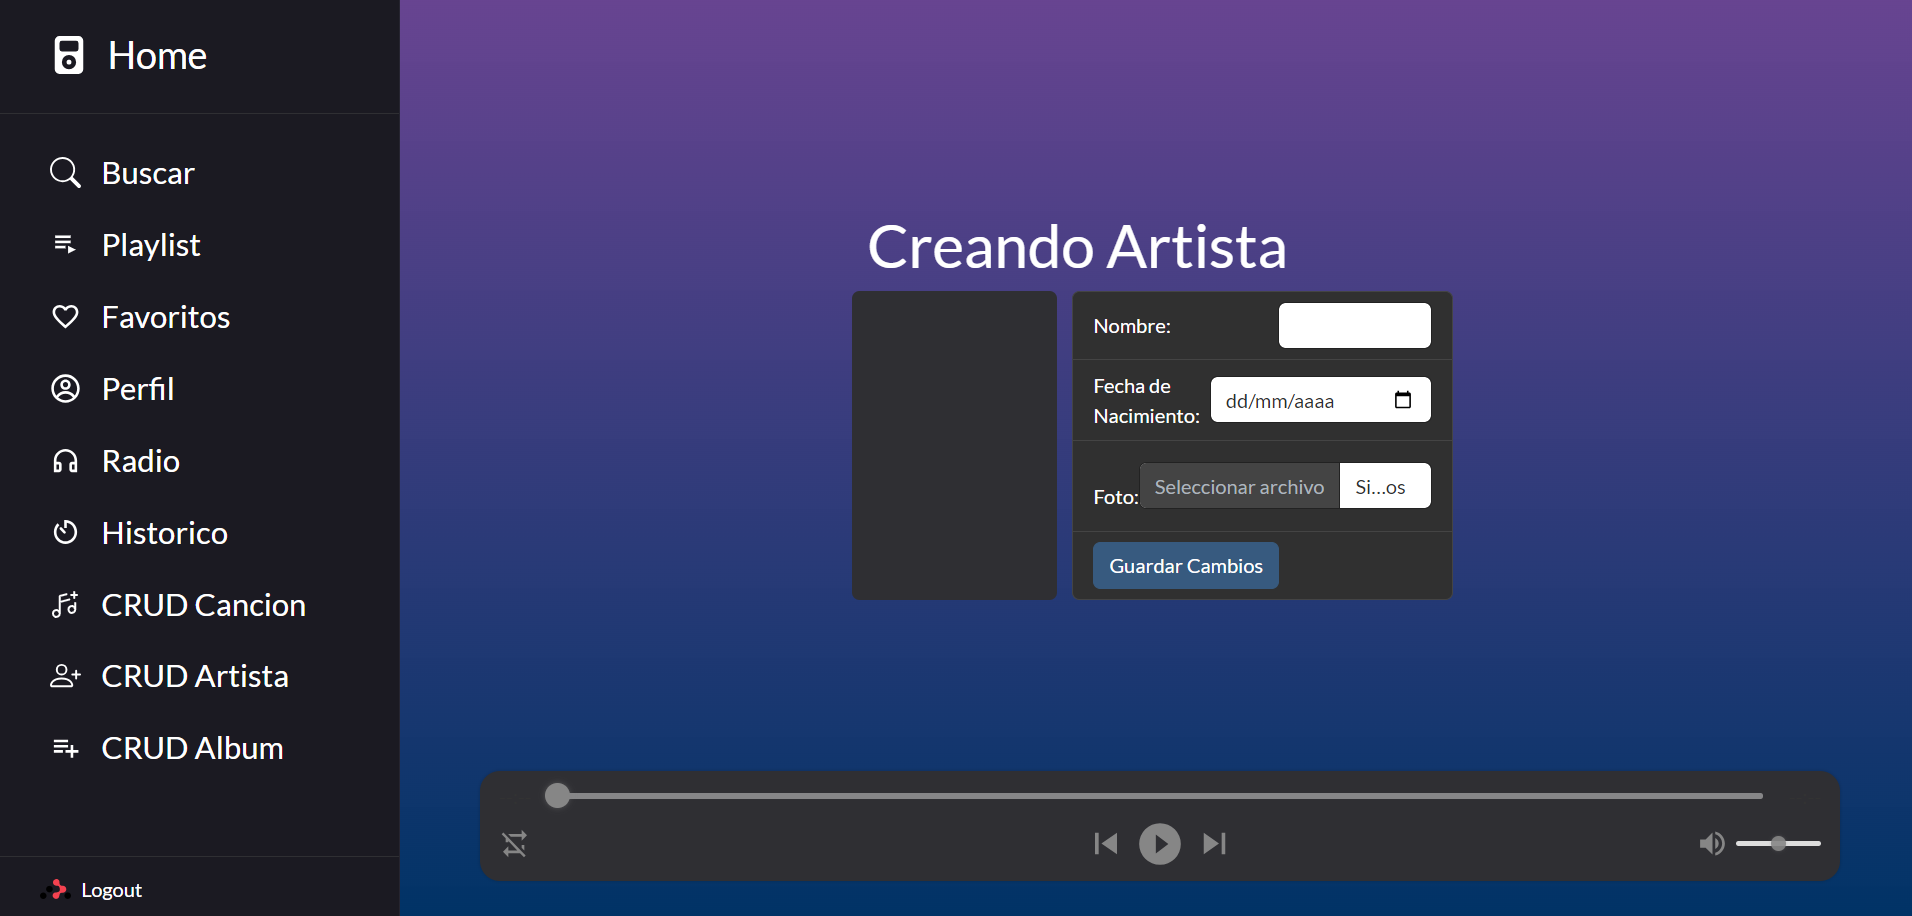 Home
Buscar
Playlist
Favoritos
Perfil
Radio
Historico
CRUD Cancion
CRUD Artista
CRUD Album
Logout
Creando Artista
Nombre:
Fecha de
Nacimiento:
dd/mm/aaaa
Foto:
Seleccionar archivo
Si...os
Guardar Cambios